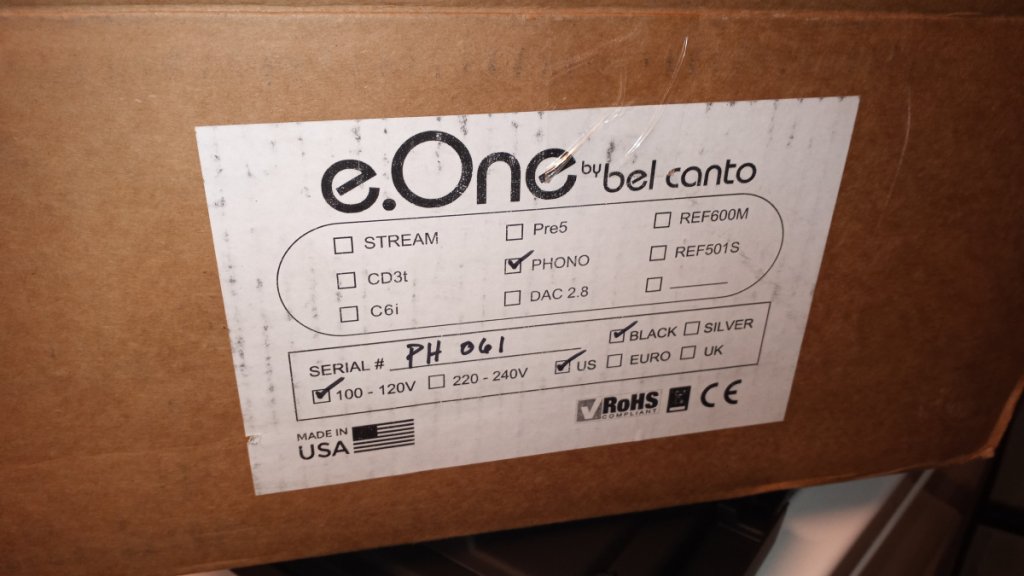 e.One by bel canto
STREAM Pre5 REF600M
CD3t PHONO REF501S
C6i DAC 2.8
BLACK SILVER
SERIAL # PH 061
100 - 120V 220 - 240V US EURO UK
MADE IN
USA
RoHS
COMPLIANT
CE